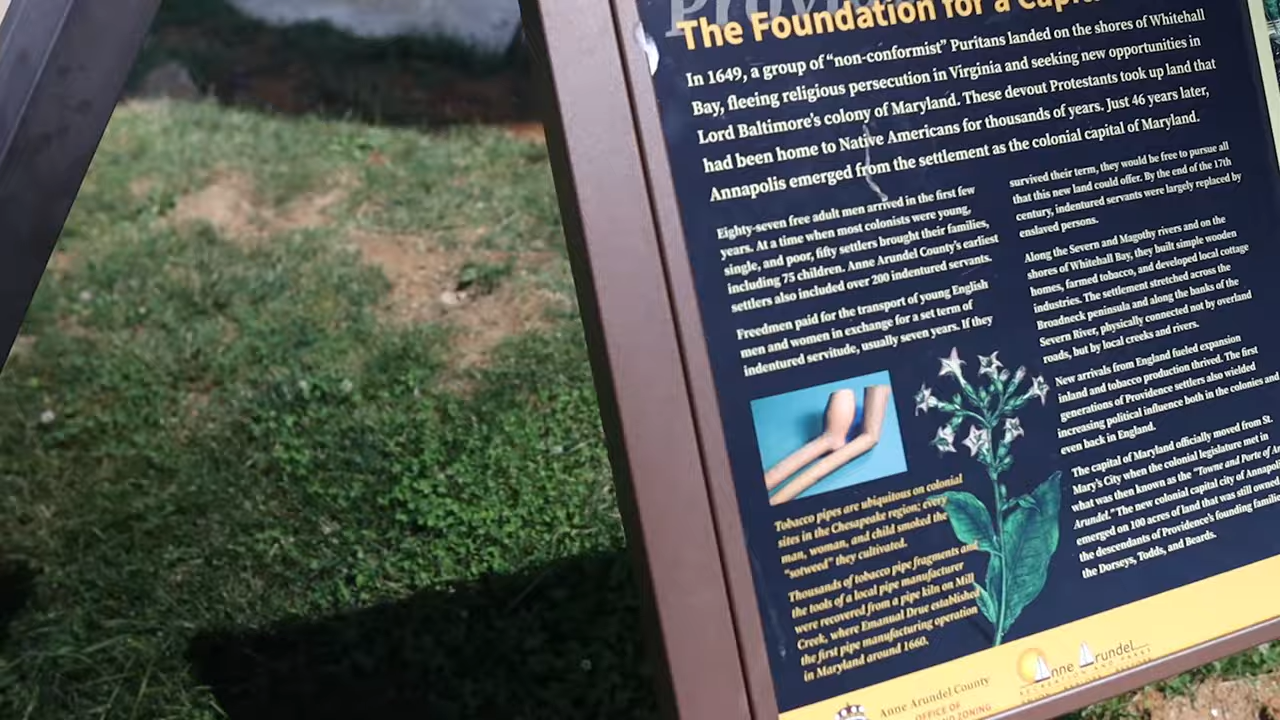 Provi
The Foundation for a Capi
In 1649, a group of “non-conformist” Puritans landed on the shores of Whitehall
Bay, fleeing religious persecution in Virginia and seeking new opportunities in
Lord Baltimore’s colony of Maryland. These devout Protestants took up land that
had been home to Native Americans for thousands of years. Just 46 years later,
Annapolis emerged from the settlement as the colonial capital of Maryland.
Eighty-seven free adult men arrived in the first few
years. At a time when most colonists were young,
single, and poor, fifty settlers brought their families,
including 75 children. Anne Arundel County’s earliest
settlers also included over 200 indentured servants.
Freedmen paid for the transport of young English
men and women in exchange for a set term of
indentured servitude, usually seven years. If they
Tobacco pipes are ubiquitous on colonial
sites in the Chesapeake region; every
man, woman, and child smoked the
“sotweed” they cultivated.
Thousands of tobacco pipe fragments and
the tools of a local pipe manufacturer
were recovered from a pipe kiln on Mill
Creek, where Emanual Drue established
the first pipe manufacturing operation
in Maryland around 1660.
survived their term, they would be free to pursue all
that this new land could offer. By the end of the 17th
century, indentured servants were largely replaced by
enslaved persons.
Along the Severn and Magothy rivers and on the
shores of Whitehall Bay, they built simple wooden
homes, farmed tobacco, and developed local cottage
industries. The settlement stretched across the
Broadneck peninsula and along the banks of the
Severn River, physically connected not by overland
roads, but by local creeks and rivers.
New arrivals from England fueled expansion
inland and tobacco production thrived. The first
generations of Providence settlers also wielded
increasing political influence both in the colonies and
even back in England.
The capital of Maryland officially moved from St.
Mary’s City when the colonial legislature met in
what was then known as the “Towne and Porte of
Arundel.” The new colonial capital city of Annapo
emerged on 100 acres of land that was still owned
the descendants of Providence’s founding famili
the Dorseys, Todds, and Beards.
Anne Arundel County
OFFICE OF
ZONING
Anne Arundel
RECREATION AND PARKS